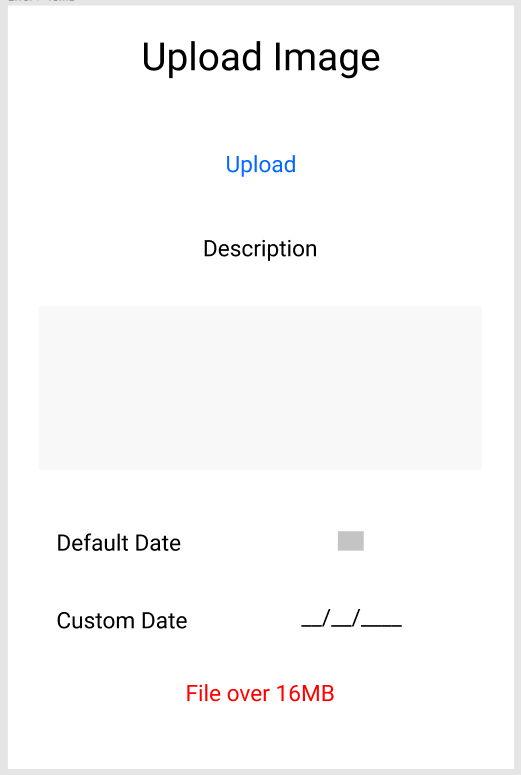 Upload Image
Upload
Description
Default Date
Custom Date __/__/____
File over 16MB